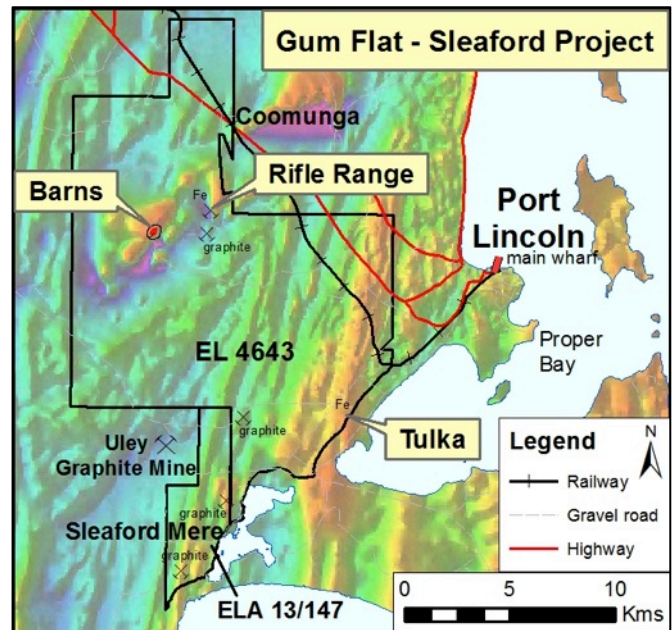 Gum Flat - Sleaford Project
Coomunga
Barns
Fe
Rifle Range
graphite
Port
Lincoln
main wharf
EL 4643
Proper
Bay
Fe
Tulka
graphite
Uley
Graphite Mine
graphite
Sleaford Mere
graphite
ELA 13/147
Legend
N
Railway
Gravel road
Highway
0 5 10
Kms